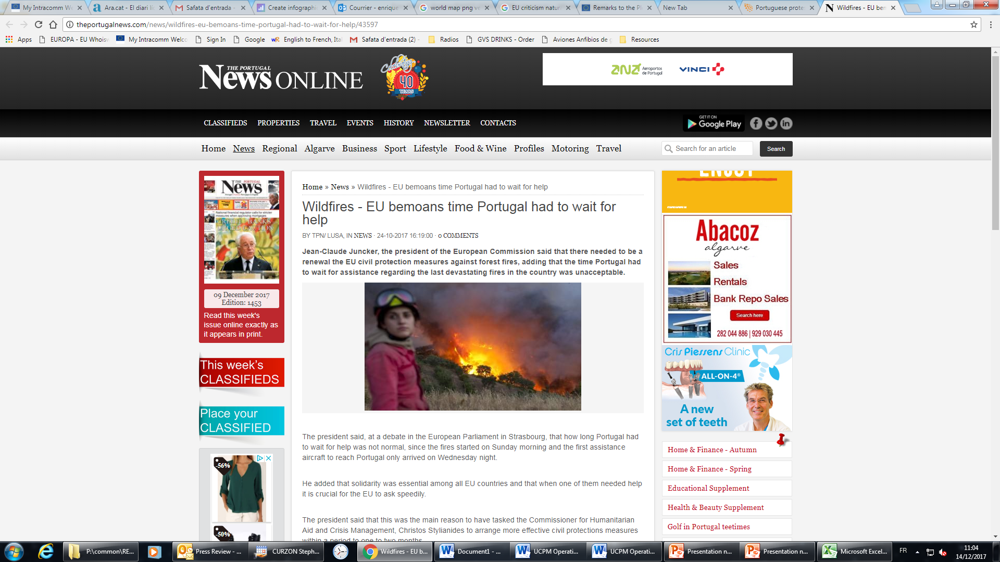 My Intracomm We
Ara.cat - El diari lí
Safata d'entrada -
Create infographi
Courrier - enrique
world map png ve
EU criticism natur
Remarks to the Pl
New Tab
Portuguese prote
Wildfires - EU ben
theportugalnews.com/news/wildfires-eu-bemoans-time-portugal-had-to-wait-for-help/43597
Apps
EUROPA - EU Whoisw
My Intracomm Welco
Sign In
Google
English to French, Ital
Safata d'entrada (2) -
Radios
GVS DRINKS - Order
Aviones Anfibios de g
Resources
THE PORTUGAL
News ONLINE
Celebrating
40
YEARS
ana Aeroportos
de Portugal
VINCI
CLASSIFIEDS PROPERTIES TRAVEL EVENTS HISTORY NEWSLETTER CONTACTS
GET IT ON
Google Play
Home News Regional Algarve Business Sport Lifestyle Food & Wine Profiles Motoring Travel
Search for an article
Search
THE PORTUGAL
News
National financial regulator calls for stricter
measures when approving mortgages
CREDIT BANKS
URGED CAUTION
09 December 2017
Edition: 1453
Read this week's
issue online exactly as
it appears in print.
This week's
CLASSIFIEDS
Place your
CLASSIFIED
-56%
-50%
Home » News » Wildfires - EU bemoans time Portugal had to wait for help
Wildfires - EU bemoans time Portugal had to wait for
help
BY TPN/ LUSA, IN NEWS · 24-10-2017 16:19:00 · 0 COMMENTS
Jean-Claude Juncker, the president of the European Commission said that there needed to be a
renewal the EU civil protection measures against forest fires, adding that the time Portugal had
to wait for assistance regarding the last devastating fires in the country was unacceptable.
The president said, at a debate in the European Parliament in Strasbourg, that how long Portugal had
to wait for help was not normal, since the fires started on Sunday morning and the first assistance
aircraft to reach Portugal only arrived on Wednesday night.
He added that solidarity was essential among all EU countries and that when one of them needed help
it is crucial for the EU to ask speedily.
The president said that this was the main reason to have tasked the Commissioner for Humanitarian
Aid and Crisis Management, Christos Stylianides to arrange more effective civil protections measures
within a period to one to two months.
ENJOY
Abacoz
algarve
Sales
Rentals
Bank Repo Sales
Search here
282 044 886 | 929 030 445
Cris Piessens Clinic
ALL-ON-4®
A new
set of teeth
Home & Finance - Autumn
Home & Finance - Spring
Educational Supplement
Health & Beauty Supplement
Golf in Portugal teetimes
P:\common\RE...
Press Review - ...
CURZON Steph...
Wildfires - EU b...
Document1 - ...
UCPM Operati...
UCPM Operati...
Presentation n...
Presentation n...
Microsoft Excel...
FR
11:04
14/12/2017